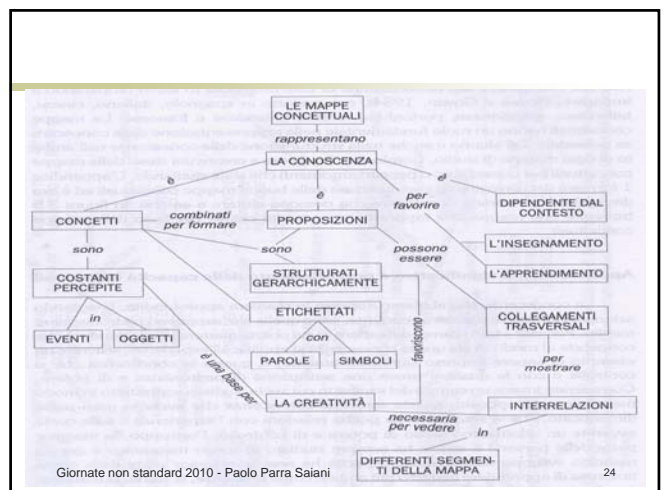 LE MAPPE
CONCETTUALI
rappresentano
LA CONOSCENZA
è
è
è
per
favorire
CONCETTI
combinati
per formare
PROPOSIZIONI
DIPENDENTE DAL
CONTESTO
sono
sono
possono
essere
L'INSEGNAMENTO
COSTANTI
PERCEPITE
STRUTTURATI
GERARCHICAMENTE
L'APPRENDIMENTO
in
ETICHETTATI
COLLEGAMENTI
TRASVERSALI
EVENTI
OGGETTI
con
favoriscono
PAROLE
SIMBOLI
per
mostrare
è una base per
LA CREATIVITÀ
INTERRELAZIONI
necessaria
per vedere
in
DIFFERENTI SEGMEN-
TI DELLA MAPPA
Giornate non standard 2010 - Paolo Parra Saiani
24